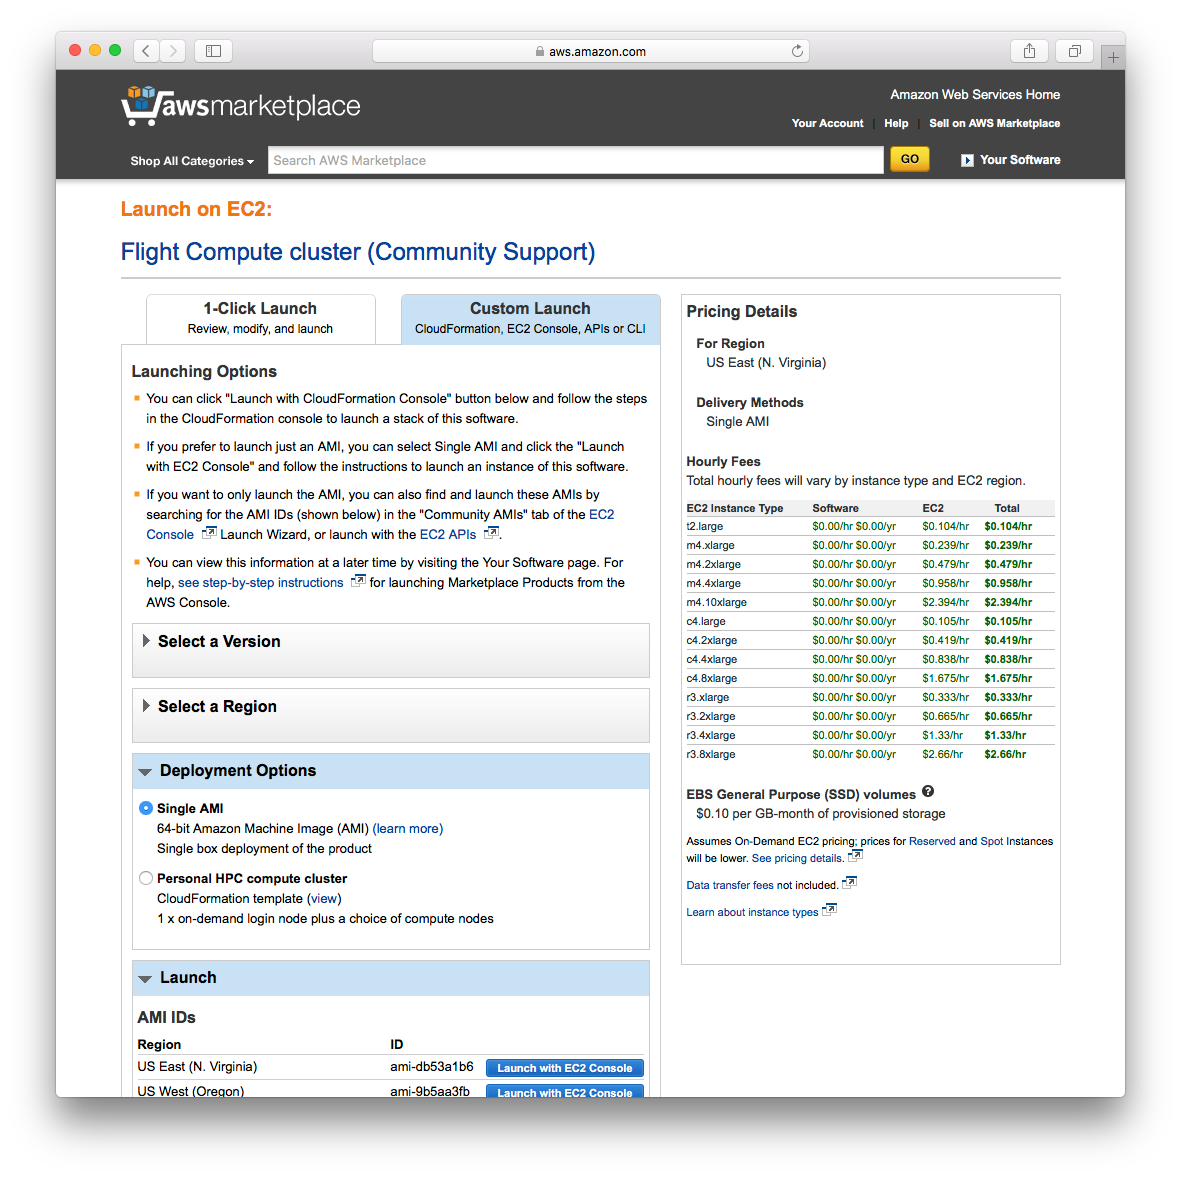 aws.amazon.com
awsmarketplace
Amazon Web Services Home
Your Account | Help | Sell on AWS Marketplace
Shop All Categories
Search AWS Marketplace
GO
Your Software
Launch on EC2:
Flight Compute cluster (Community Support)
1-Click Launch
Review, modify, and launch
Custom Launch
CloudFormation, EC2 Console, APIs or CLI
Launching Options
You can click "Launch with CloudFormation Console" button below and follow the steps
in the CloudFormation console to launch a stack of this software.
If you prefer to launch just an AMI, you can select Single AMI and click the "Launch
with EC2 Console" and follow the instructions to launch an instance of this software.
If you want to only launch the AMI, you can also find and launch these AMIs by
searching for the AMI IDs (shown below) in the "Community AMIs" tab of the EC2
Console Launch Wizard, or launch with the EC2 APIs .
You can view this information at a later time by visiting the Your Software page. For
help, see step-by-step instructions for launching Marketplace Products from the
AWS Console.
Select a Version
Select a Region
Deployment Options
Single AMI
64-bit Amazon Machine Image (AMI) (learn more)
Single box deployment of the product
Personal HPC compute cluster
CloudFormation template (view)
1 x on-demand login node plus a choice of compute nodes
Launch
AMI IDs
Region ID
US East (N. Virginia) ami-db53a1b6 Launch with EC2 Console
US West (Oregon) ami-9b5aa3fb Launch with EC2 Console
Pricing Details
For Region
US East (N. Virginia)
Delivery Methods
Single AMI
Hourly Fees
Total hourly fees will vary by instance type and EC2 region.
EC2 Instance Type Software EC2 Total
t2.large $0.00/hr $0.00/yr $0.104/hr $0.104/hr
m4.xlarge $0.00/hr $0.00/yr $0.239/hr $0.239/hr
m4.2xlarge $0.00/hr $0.00/yr $0.479/hr $0.479/hr
m4.4xlarge $0.00/hr $0.00/yr $0.958/hr $0.958/hr
m4.10xlarge $0.00/hr $0.00/yr $2.394/hr $2.394/hr
c4.large $0.00/hr $0.00/yr $0.105/hr $0.105/hr
c4.2xlarge $0.00/hr $0.00/yr $0.419/hr $0.419/hr
c4.4xlarge $0.00/hr $0.00/yr $0.838/hr $0.838/hr
c4.8xlarge $0.00/hr $0.00/yr $1.675/hr $1.675/hr
r3.xlarge $0.00/hr $0.00/yr $0.333/hr $0.333/hr
r3.2xlarge $0.00/hr $0.00/yr $0.665/hr $0.665/hr
r3.4xlarge $0.00/hr $0.00/yr $1.33/hr $1.33/hr
r3.8xlarge $0.00/hr $0.00/yr $2.66/hr $2.66/hr
EBS General Purpose (SSD) volumes ?
$0.10 per GB-month of provisioned storage
Assumes On-Demand EC2 pricing; prices for Reserved and Spot Instances
will be lower. See pricing details.
Data transfer fees not included.
Learn about instance types